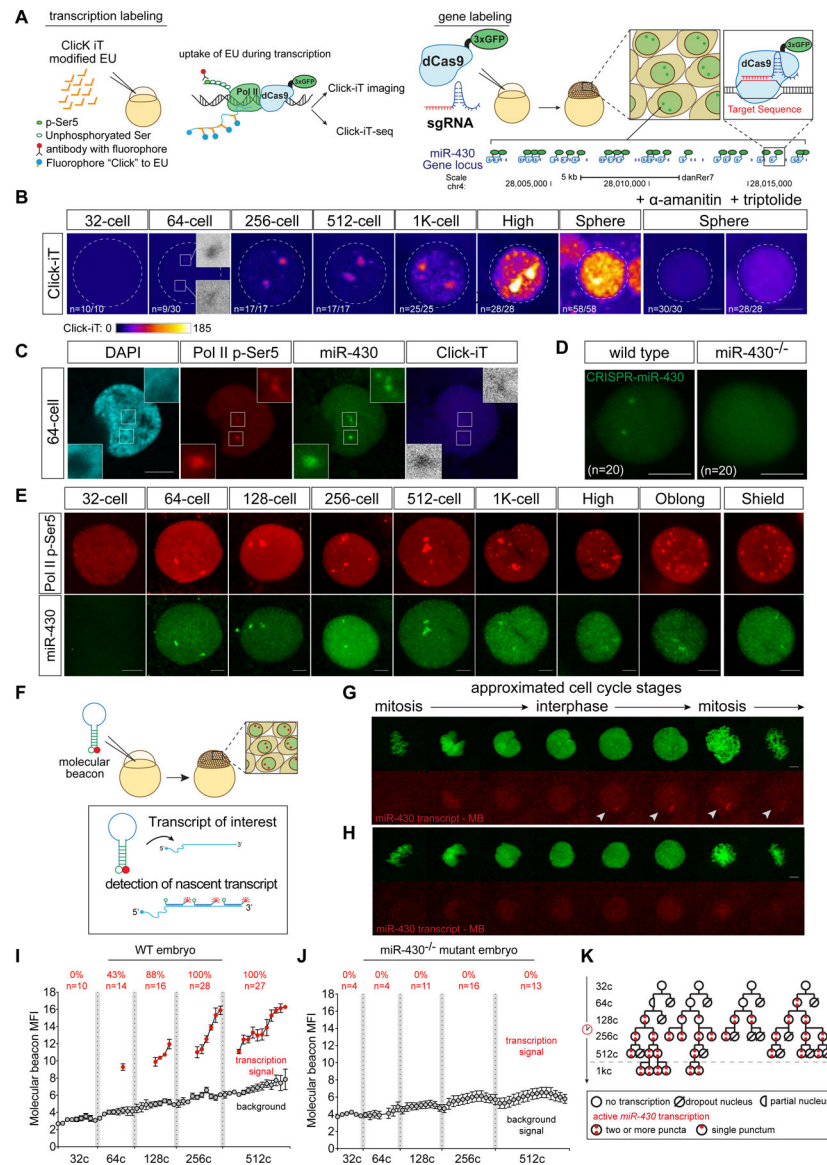 A
transcription labeling
ClicK iT
modified EU
uptake of EU during transcription
Pol II
dCas9
3xGFP
Click-iT imaging
Click-iT-seq
p-Ser5
Unphosphoryated Ser
antibody with fluorophore
Fluorophore “Click” to EU
gene labeling
3xGFP
dCas9
sgRNA
3xGFP
dCas9
Target Sequence
miR-430
Gene locus
Scale
chr4:
5 kb
danRer7
28,005,000 I
28,010,000 I
128,015,000
B
+ α-amanitin + triptolide
32-cell
64-cell
256-cell
512-cell
1K-cell
High
Sphere
Sphere
Click-iT
n=10/10
n=9/30
n=17/17
n=17/17
n=25/25
n=28/28
n=58/58
n=30/30
n=28/28
Click-iT: 0
185
C
DAPI
Pol II p-Ser5
miR-430
Click-iT
64-cell
D
wild type
miR-430-/-
CRISPR-miR-430
(n=20)
(n=20)
E
32-cell
64-cell
128-cell
256-cell
512-cell
1K-cell
High
Oblong
Shield
Pol II p-Ser5
miR-430
F
molecular
beacon
Transcript of interest
5'
3'
detection of nascent transcript
5'
3'
G
approximated cell cycle stages
mitosis
interphase
mitosis
miR-430 transcript - MB
H
miR-430 transcript - MB
I
WT embryo
0% 43% 88% 100% 100%
n=10 n=14 n=16 n=28 n=27
Molecular beacon MFI
18
16
14
12
10
8
6
4
2
0
transcription
signal
background
32c 64c 128c 256c 512c
J
miR-430-/- mutant embryo
0% 0% 0% 0% 0%
n=4 n=4 n=11 n=16 n=13
Molecular beacon MFI
18
16
14
12
10
8
6
4
2
0
transcription
signal
background
signal
32c 64c 128c 256c 512c
K
32c
64c
128c
256c
512c
1kc
no transcription
dropout nucleus
partial nucleus
active miR-430 transcription
two or more puncta
single punctum